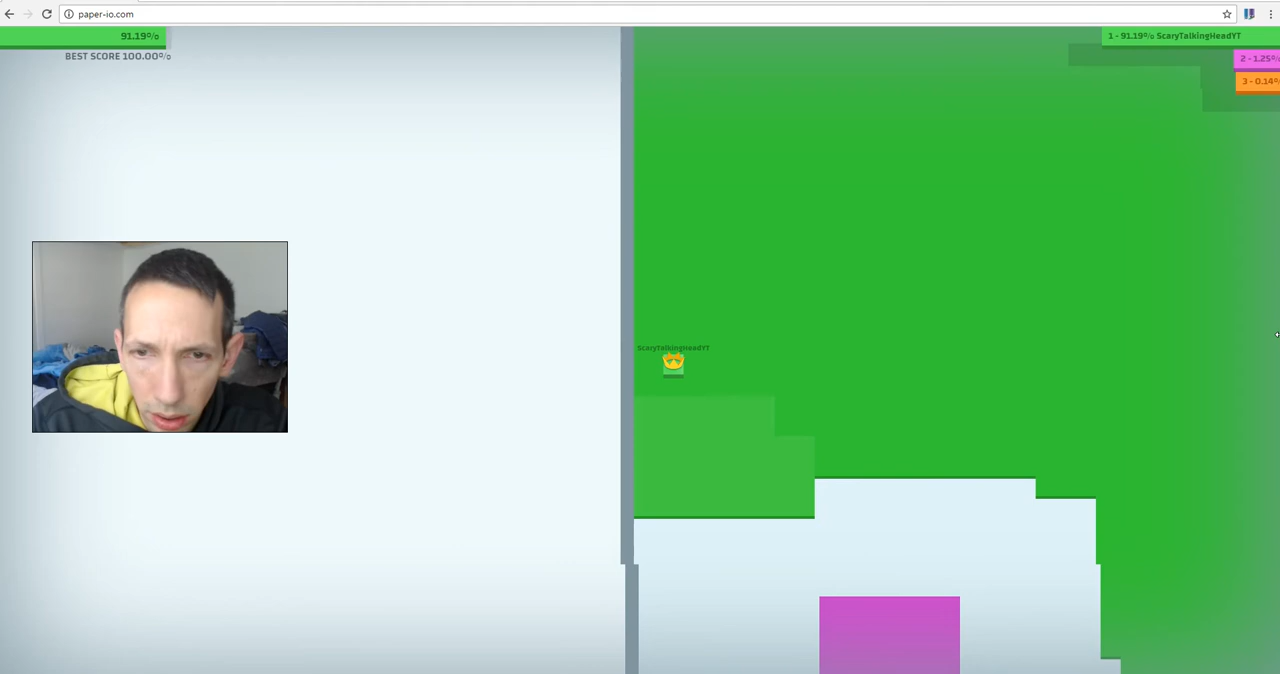 paper-io.com
91.19%
BEST SCORE 100.00%
1 - 91.19% ScaryTalkingHeadYT
2 - 1.25%
3 - 0.14%
ScaryTalkingHeadYT